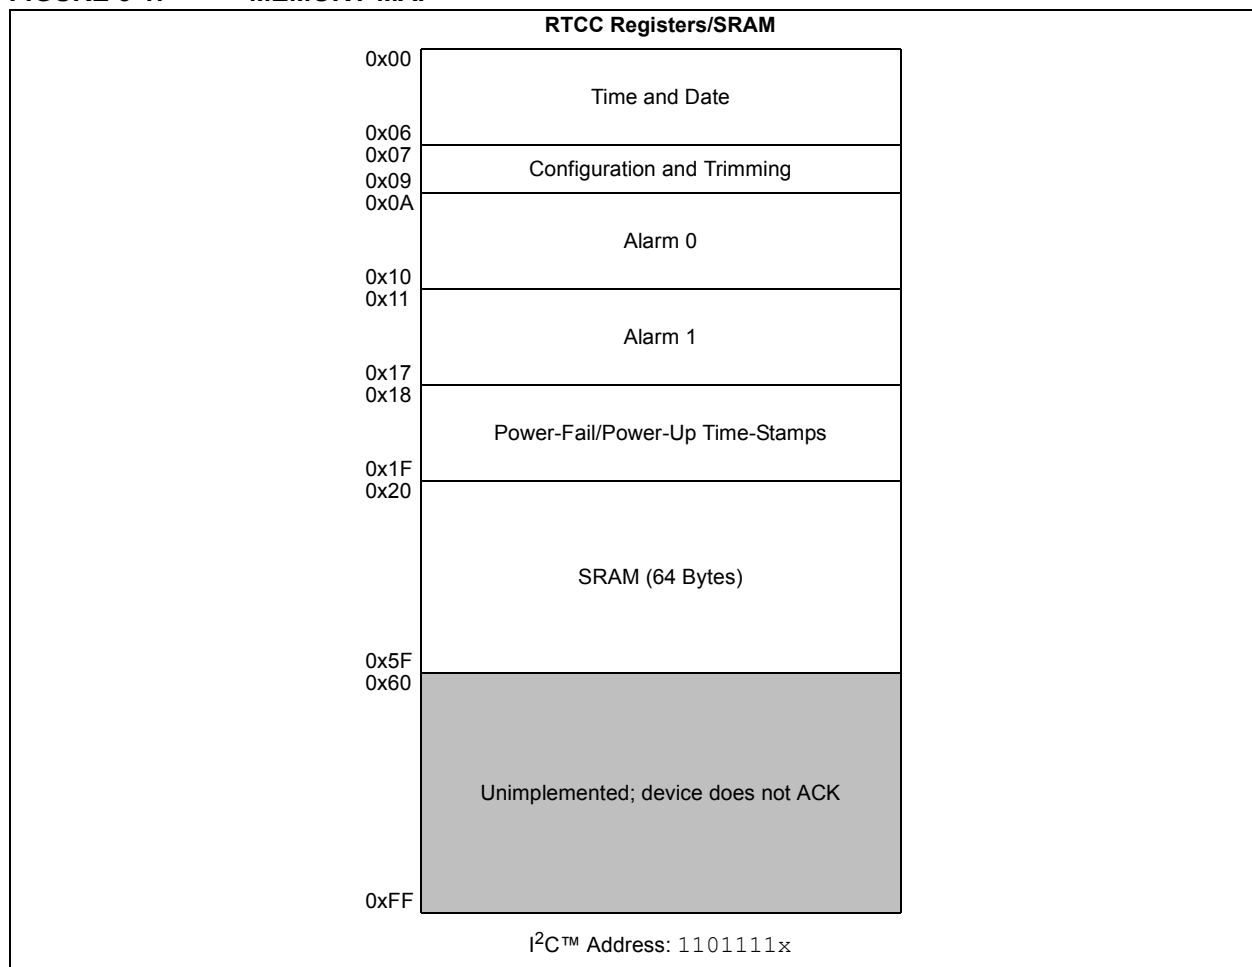 RTCC Registers/SRAM
0x00
Time and Date
0x06
0x07
Configuration and Trimming
0x09
0x0A
Alarm 0
0x10
0x11
Alarm 1
0x17
0x18
Power-Fail/Power-Up Time-Stamps
0x1F
0x20
SRAM (64 Bytes)
0x5F
0x60
Unimplemented; device does not ACK
0xFF
I²C™ Address: 1101111x